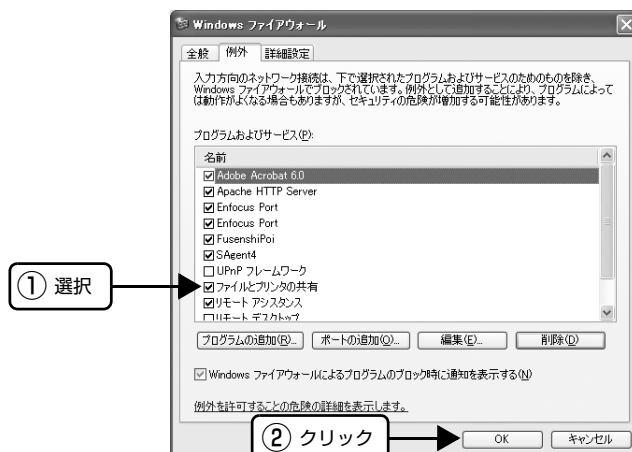 Windows ファイアウォール
全般 例外 詳細設定
入力方向のネットワーク接続は、下で選択されたプログラムおよびサービスのためのものを除き、
Windows ファイアウォールでブロックされています。例外として追加することにより、プログラムによって
は動作がよくなる場合もありますが、セキュリティの危険が増加する可能性があります。
プログラムおよびサービス(P):
名前
Adobe Acrobat 6.0
Apache HTTP Server
Enfocus Port
Enfocus Port
FusenshiPoi
SAgent4
UPnP フレームワーク
① 選択
ファイルとプリンタの共有
リモート アシスタンス
リモート デスクトップ
プログラムの追加(R)... ポートの追加(O)... 編集(E)... 削除(D)
Windows ファイアウォールによるプログラムのブロック時に通知を表示する(N)
例外を許可することの危険の詳細を表示します。
② クリック
OK キャンセル